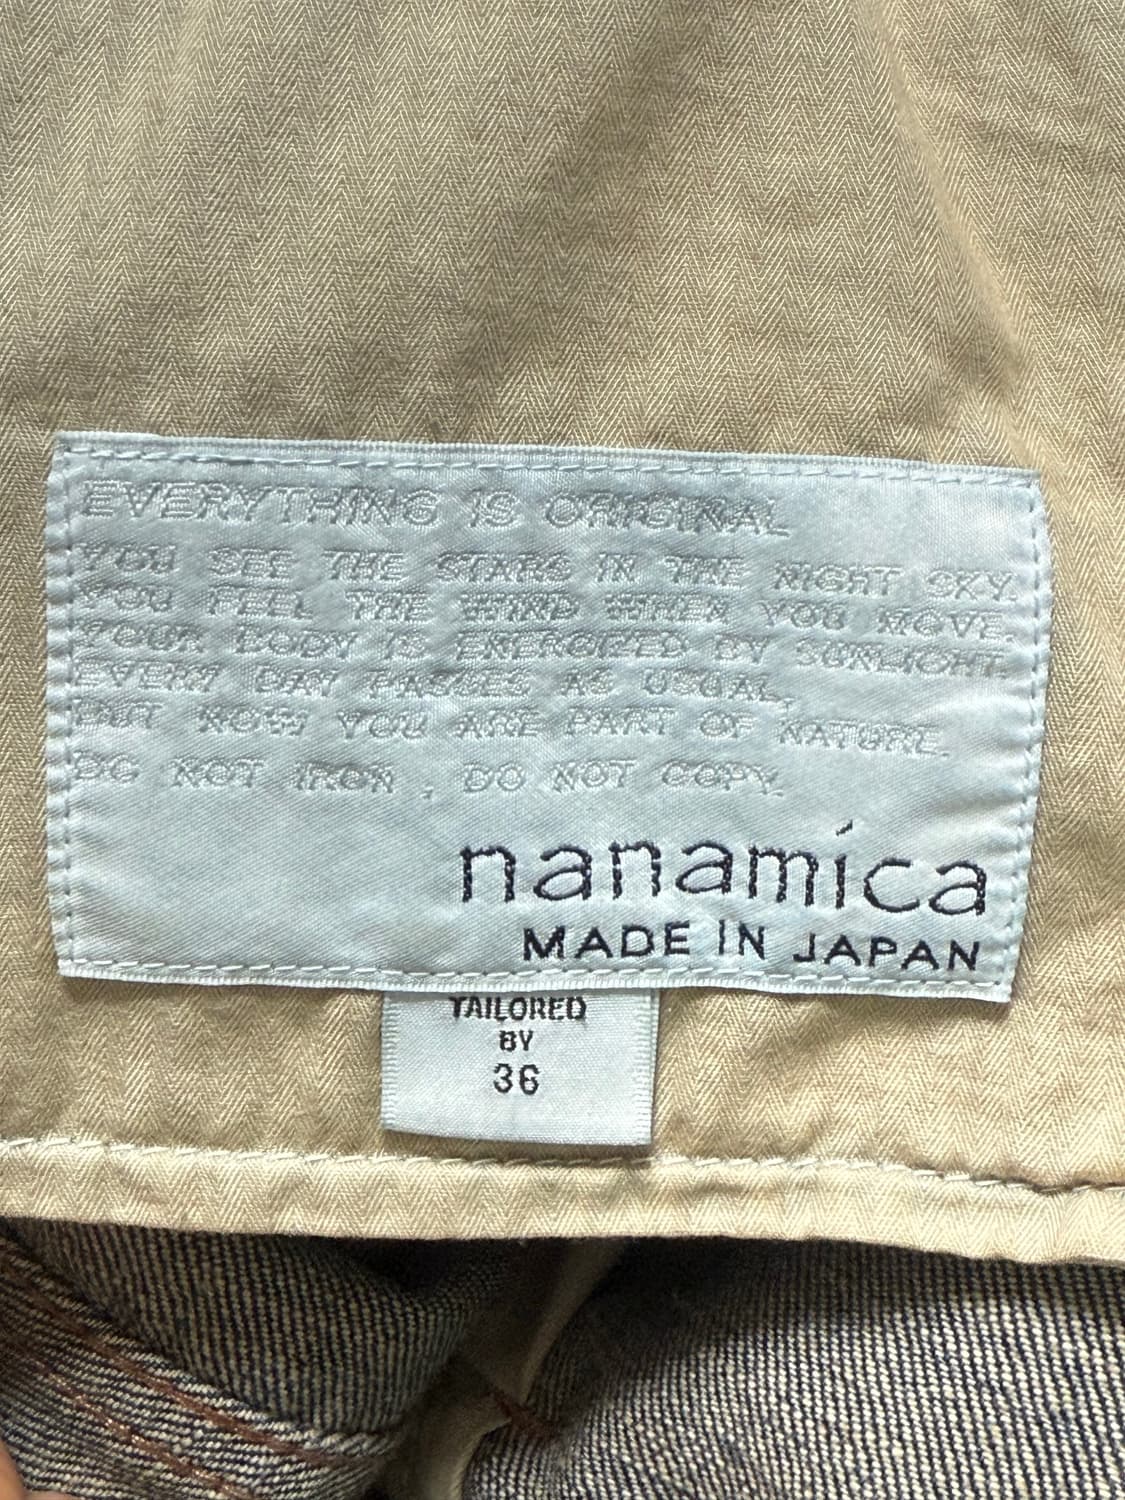 EVERYTHING IS ORIGINAL
YOU SEE THE STARS IN THE NIGHT SKY.
YOU FEEL THE WIND WHEN YOU MOVE.
YOUR BODY IS ENERGIZED BY SUNLIGHT.
EVERY DAY PASSES AS USUAL,
BUT NOW YOU ARE PART OF NATURE.
DO NOT IRON , DO NOT COPY.
nanamíca
MADE IN JAPAN
TAILORED
BY
36